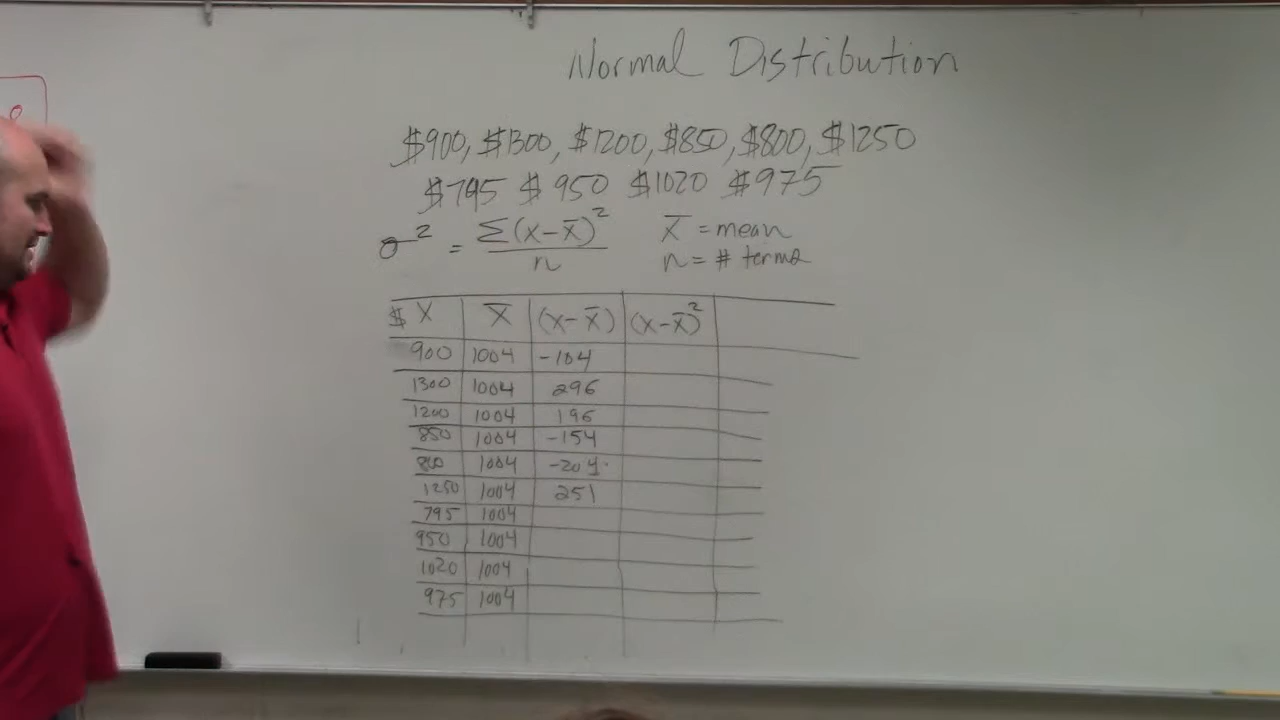 Normal Distribution
$900, $1300, $1200, $850, $800, $1250
$795 $950 $1020 $975
σ² = Σ(x-x̄)² / n
x̄ = mean
n = # terms
$ X | x̄ | (x-x̄) | (x-x̄)²
900 | 1004 | -104
1300 | 1004 | 296
1200 | 1004 | 196
850 | 1004 | -154
800 | 1004 | -204
1250 | 1004 | 251
795 | 1004
950 | 1004
1020 | 1004
975 | 1004